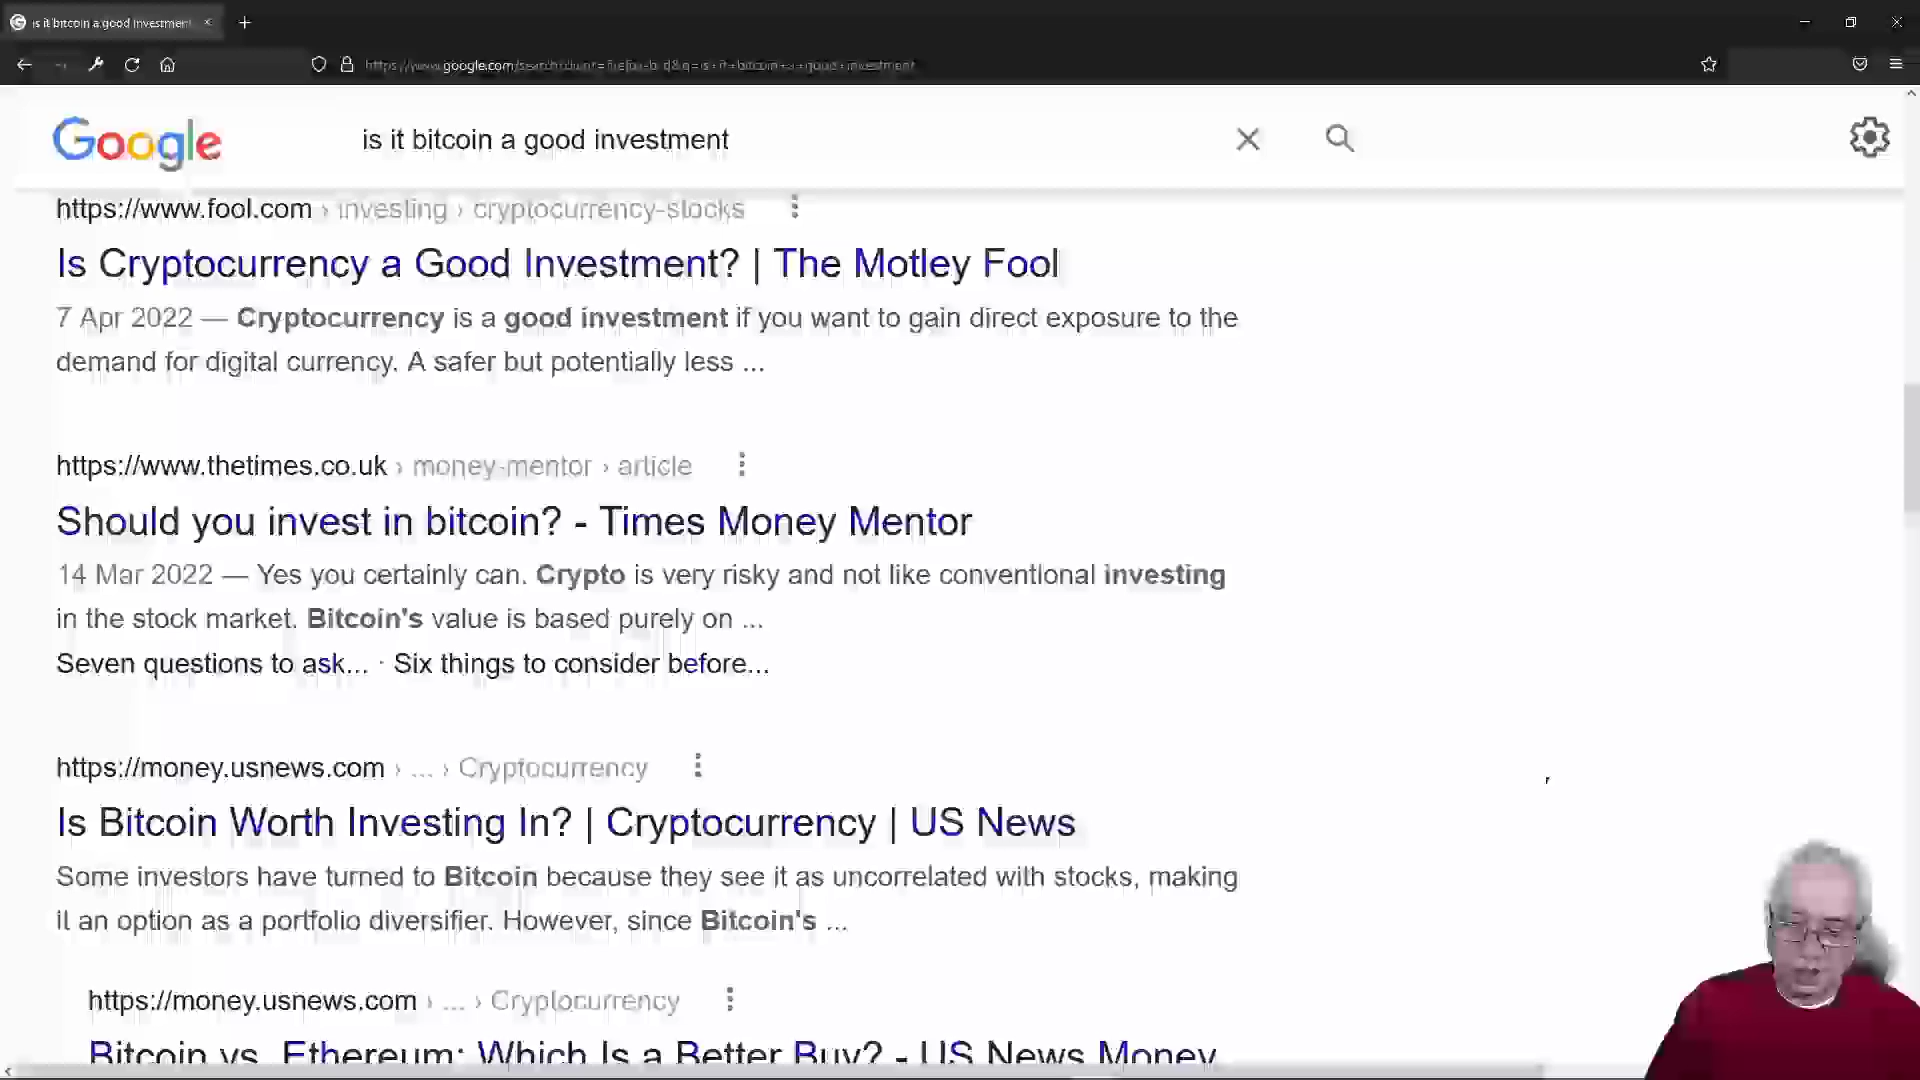 is it bitcoin a good investment
Google
is it bitcoin a good investment
https://www.fool.com › investing › cryptocurrency-stocks
Is Cryptocurrency a Good Investment? | The Motley Fool
7 Apr 2022 — Cryptocurrency is a good investment if you want to gain direct exposure to the
demand for digital currency. A safer but potentially less ...
https://www.thetimes.co.uk › money-mentor › article
Should you invest in bitcoin? - Times Money Mentor
14 Mar 2022 — Yes you certainly can. Crypto is very risky and not like conventional investing
in the stock market. Bitcoin's value is based purely on ...
Seven questions to ask... · Six things to consider before...
https://money.usnews.com › ... › Cryptocurrency
Is Bitcoin Worth Investing In? | Cryptocurrency | US News
Some investors have turned to Bitcoin because they see it as uncorrelated with stocks, making
it an option as a portfolio diversifier. However, since Bitcoin's ...
https://money.usnews.com › ... › Cryptocurrency
Bitcoin vs. Ethereum: Which Is a Better Buy? - US News Money